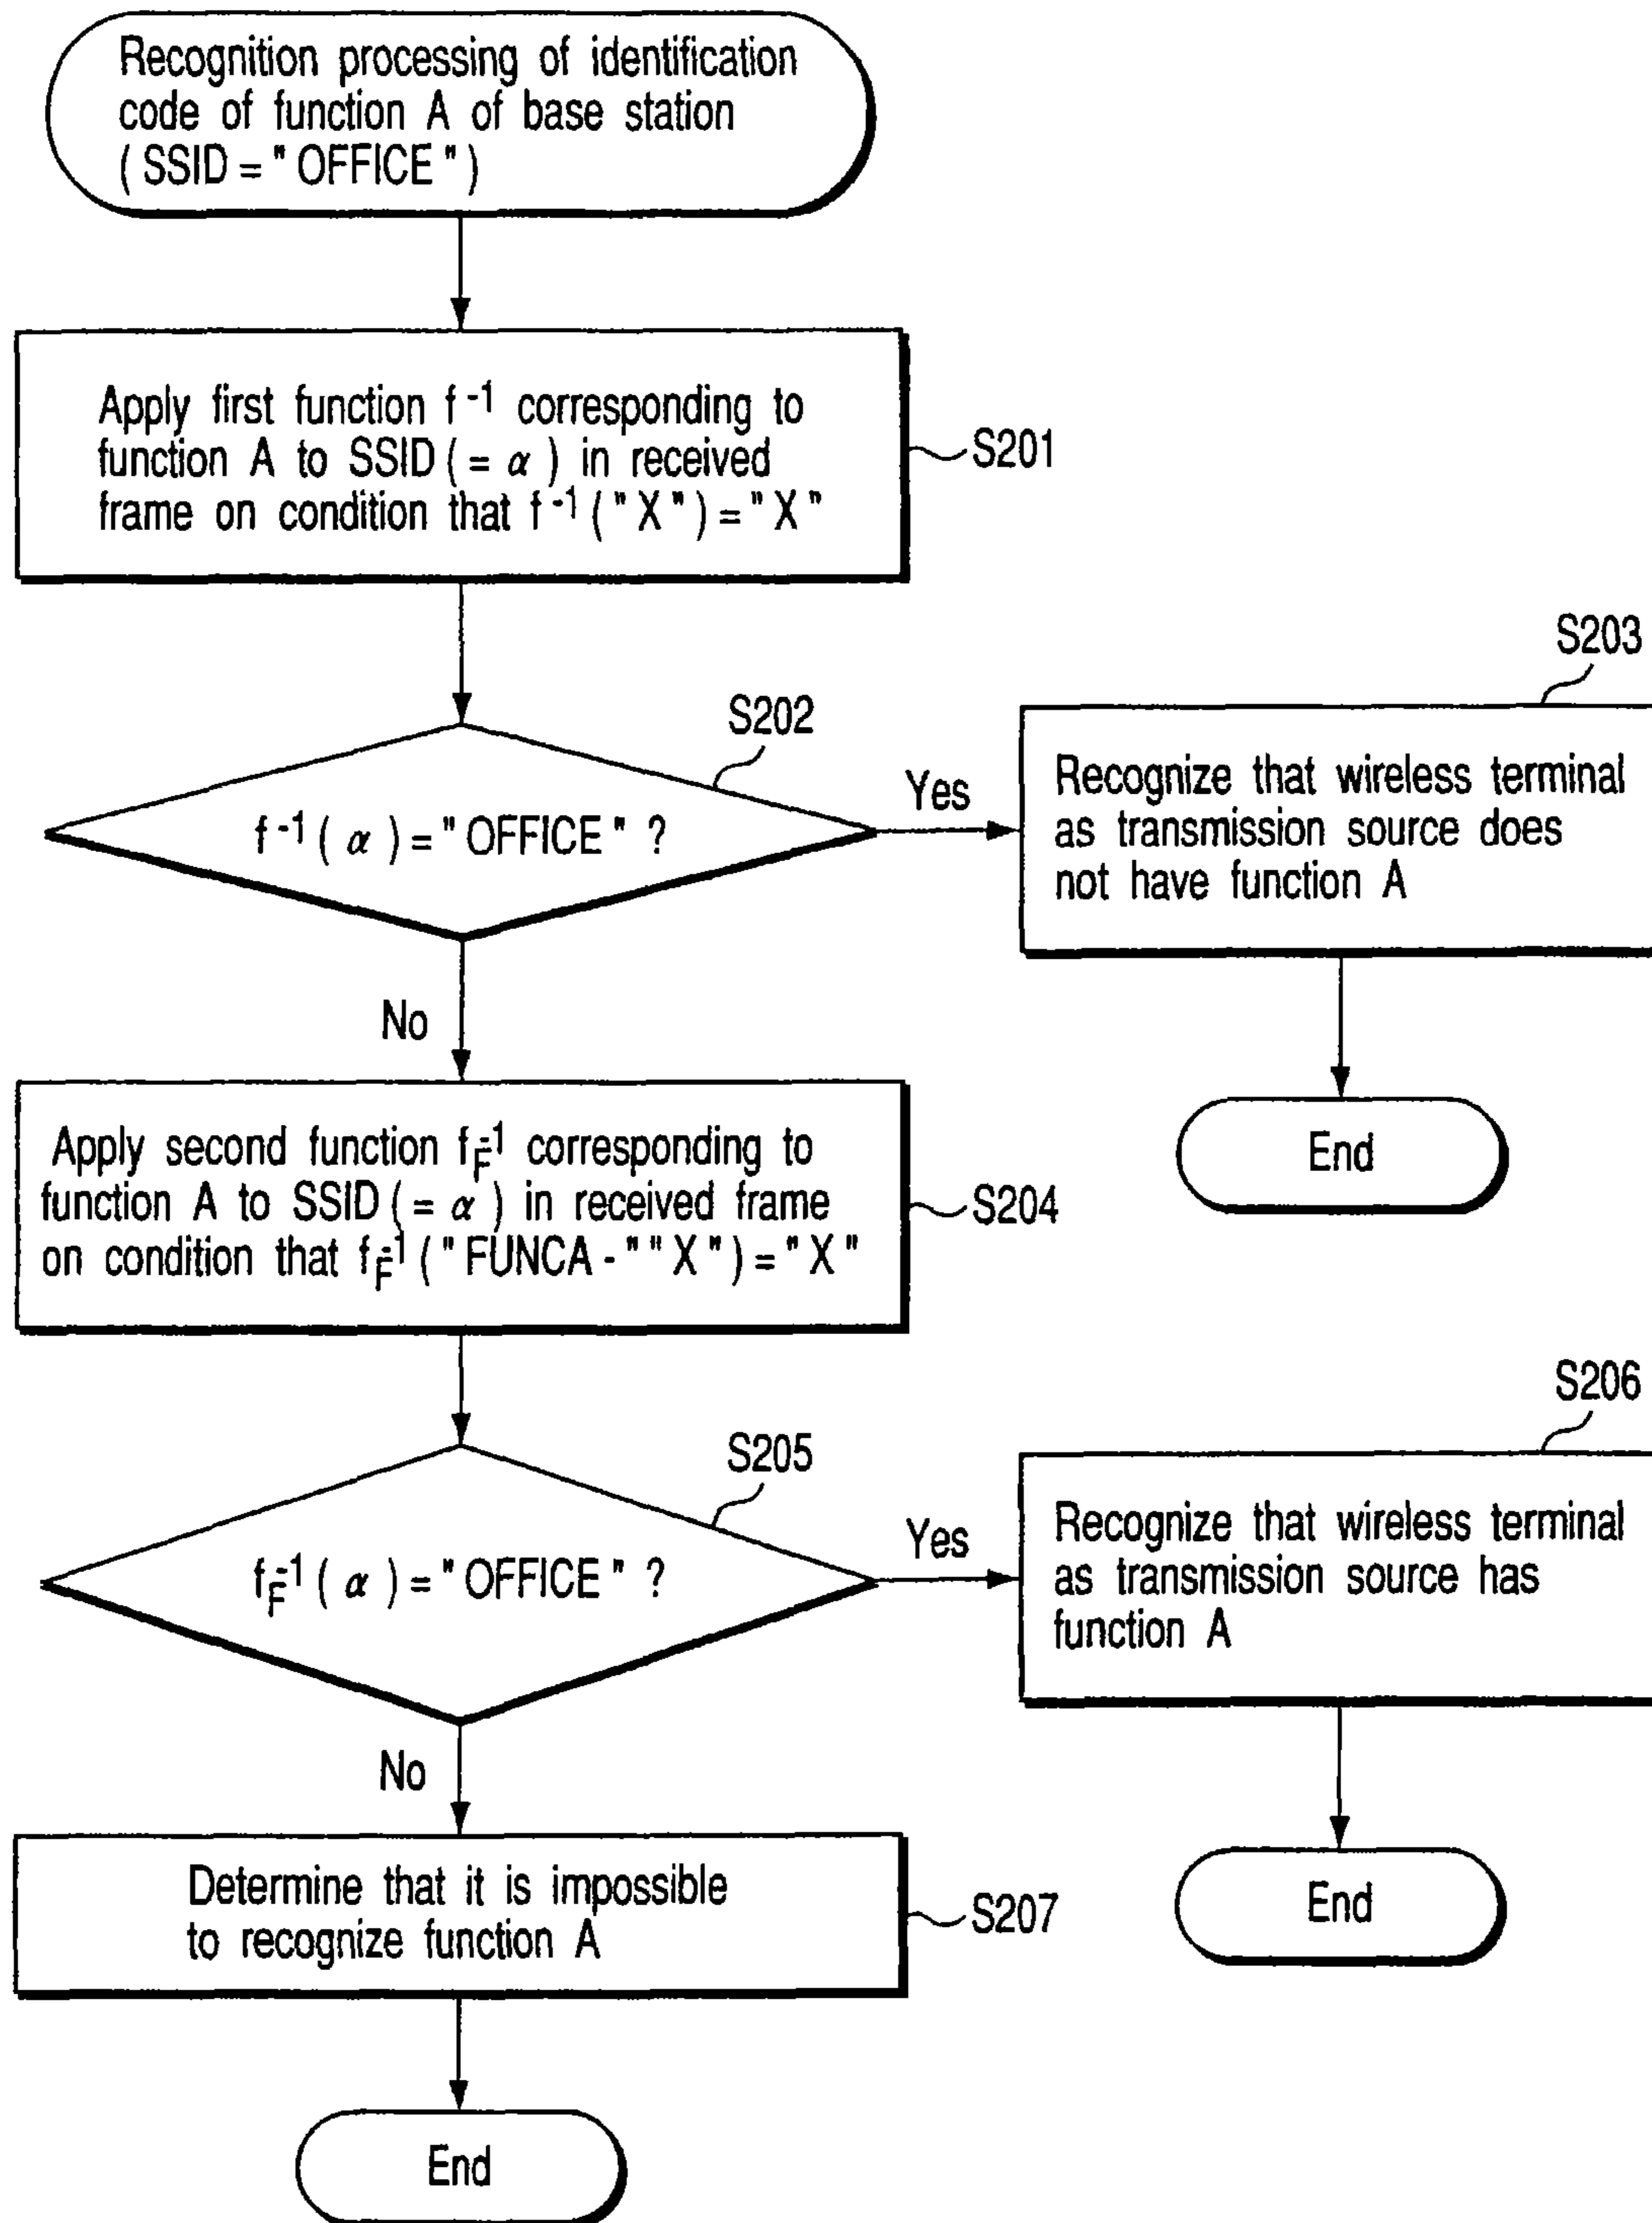 Recognition processing of identification
code of function A of base station
( SSID = " OFFICE " )
Apply first function f⁻¹ corresponding to
function A to SSID ( = α ) in received
frame on condition that f⁻¹ ( " X " ) = " X "
S201
S202
f⁻¹ ( α ) = " OFFICE " ?
Yes
No
S203
Recognize that wireless terminal
as transmission source does
not have function A
End
Apply second function f_F⁻¹ corresponding to
function A to SSID ( = α ) in received frame
on condition that f_F⁻¹ ( " FUNCA - " " X " ) = " X "
S204
S205
f_F⁻¹ ( α ) = " OFFICE " ?
Yes
No
S206
Recognize that wireless terminal
as transmission source has
function A
End
Determine that it is impossible
to recognize function A
S207
End